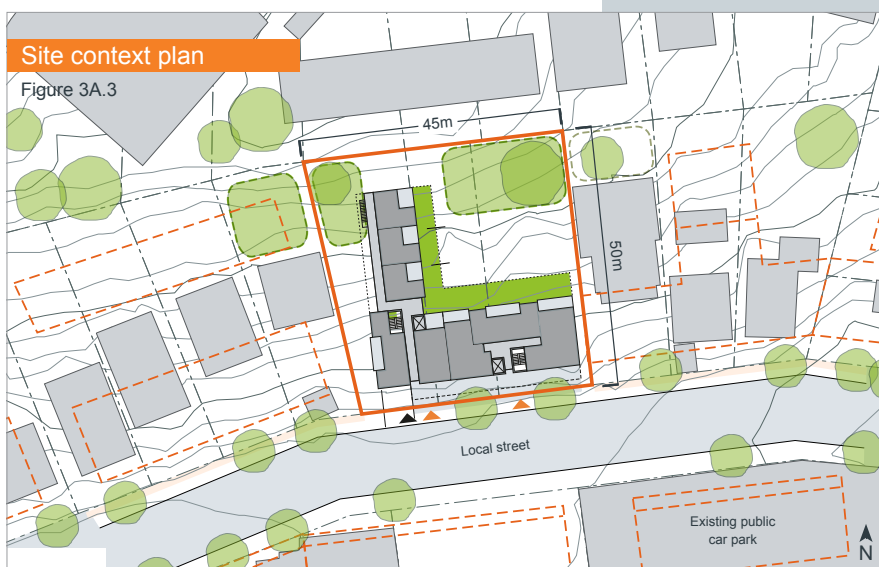 Site context plan
Figure 3A.3
45m
50m
Local street
Existing public
car park
N